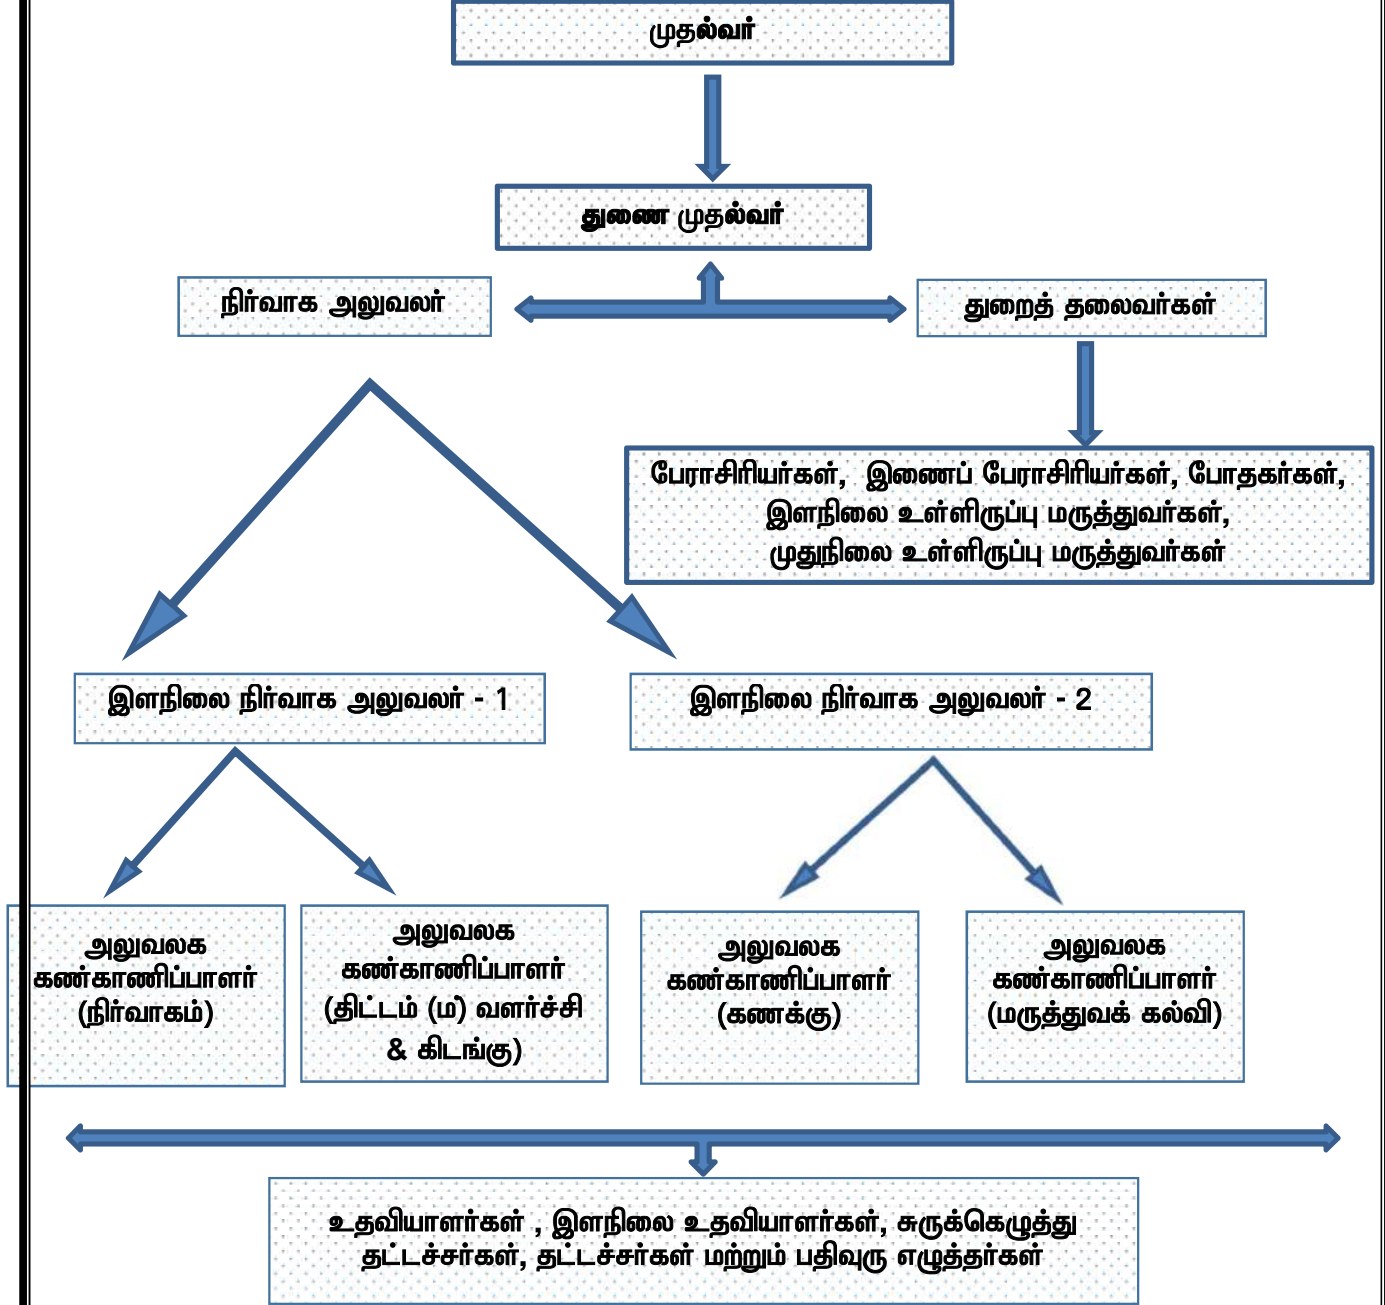 முதல்வர்
துணை முதல்வர்
நிர்வாக அலுவலர்
துறைத் தலைவர்கள்
பேராசிரியர்கள், இணைப் பேராசிரியர்கள், போதகர்கள்,
இளநிலை உள்ளிருப்பு மருத்துவர்கள்,
முதுநிலை உள்ளிருப்பு மருத்துவர்கள்
இளநிலை நிர்வாக அலுவலர் - 1
இளநிலை நிர்வாக அலுவலர் - 2
அலுவலக
கண்காணிப்பாளர்
(நிர்வாகம்)
அலுவலக
கண்காணிப்பாளர்
(திட்டம் (ம) வளர்ச்சி
& கிடங்கு)
அலுவலக
கண்காணிப்பாளர்
(கணக்கு)
அலுவலக
கண்காணிப்பாளர்
(மருத்துவக் கல்வி)
உதவியாளர்கள் , இளநிலை உதவியாளர்கள், சுருக்கெழுத்து
தட்டச்சர்கள், தட்டச்சர்கள் மற்றும் பதிவுரு எழுத்தர்கள்